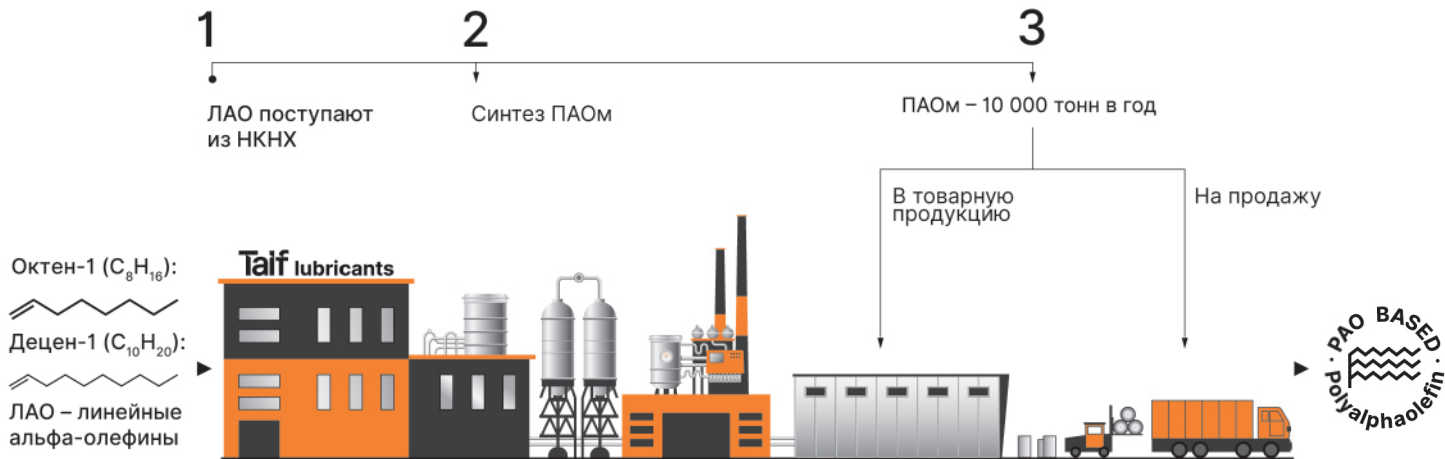 1
2
3
ЛАО поступают
из НКНХ
Синтез ПАОм
ПАОм – 10 000 тонн в год
В товарную
продукцию
На продажу
Октен-1 (C₈H₁₆):
Децен-1 (C₁₀H₂₀):
ЛАО – линейные
альфа-олефины
Taif lubricants
· PAO BASED ·
Polyalphaolefin